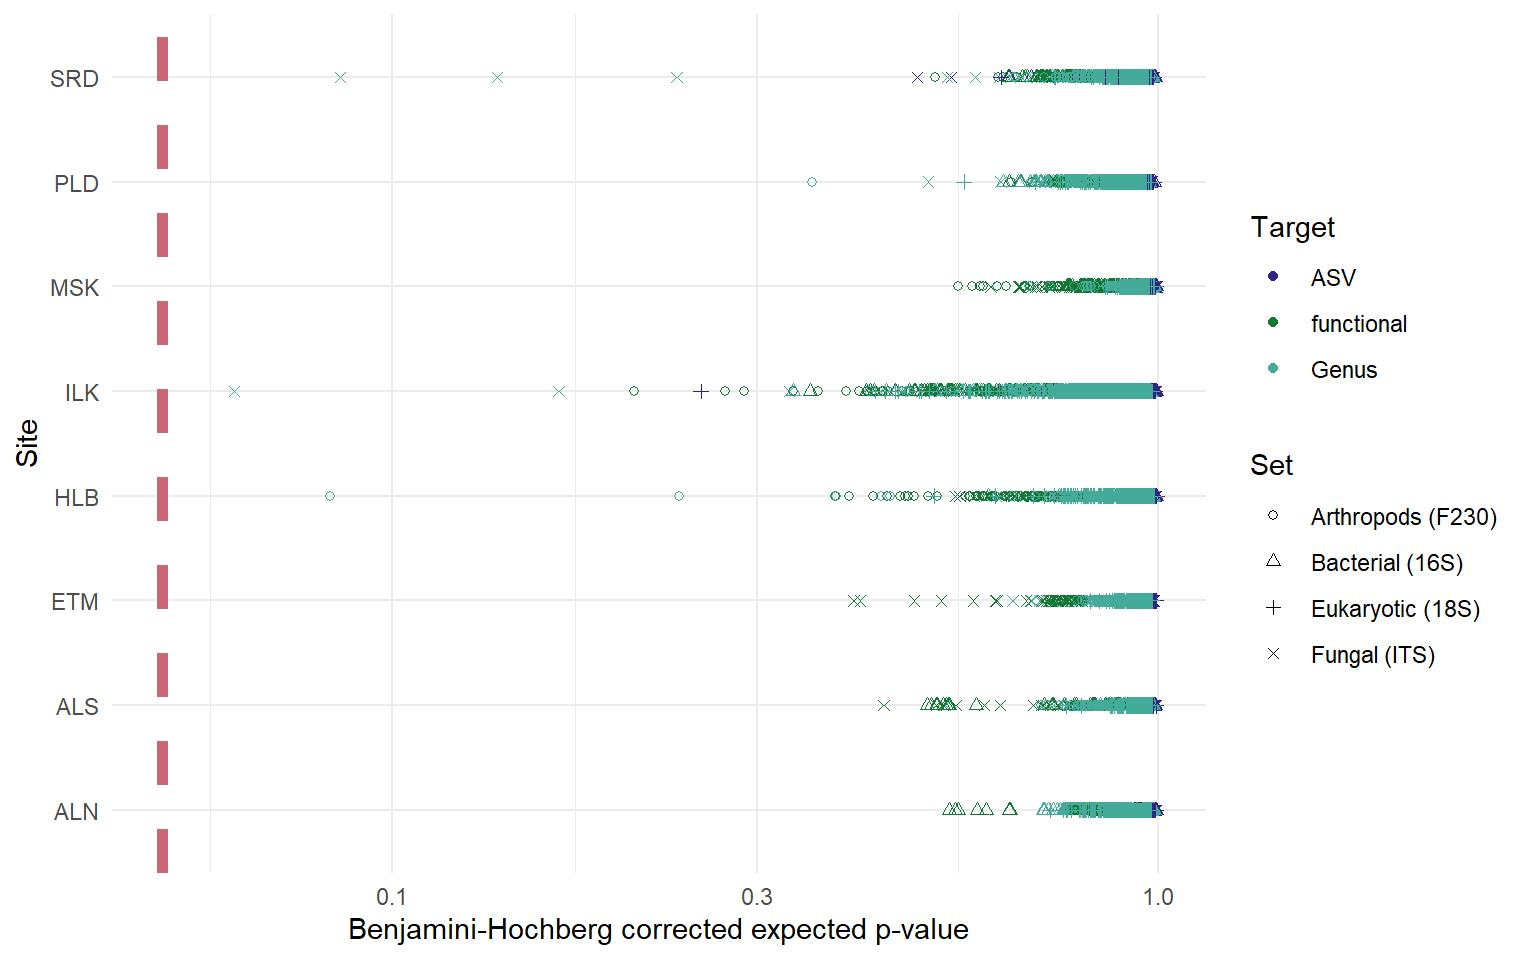 SRD
PLD
MSK
ILK
HLB
ETM
ALS
ALN
Site
0.1
0.3
1.0
Benjamini-Hochberg corrected expected p-value
Target
ASV
functional
Genus
Set
Arthropods (F230)
Bacterial (16S)
Eukaryotic (18S)
Fungal (ITS)